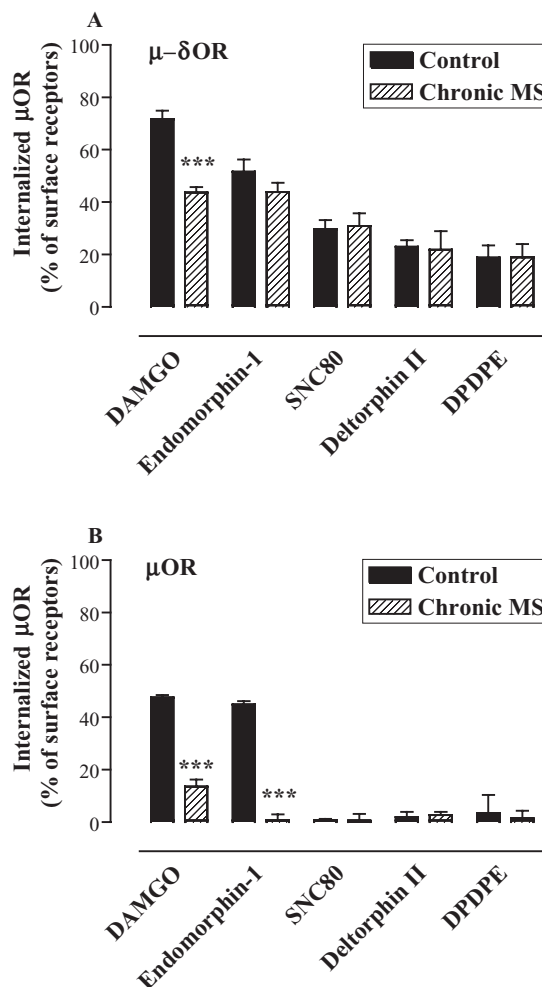 A
μ–δOR
Control
Chronic MS
Internalized μOR
(% of surface receptors)
100
80
60
40
20
0
***
DAMGO
Endomorphin-1
SNC80
Deltorphin II
DPDPE
B
μOR
Control
Chronic MS
Internalized μOR
(% of surface receptors)
100
80
60
40
20
0
***
***
DAMGO
Endomorphin-1
SNC80
Deltorphin II
DPDPE